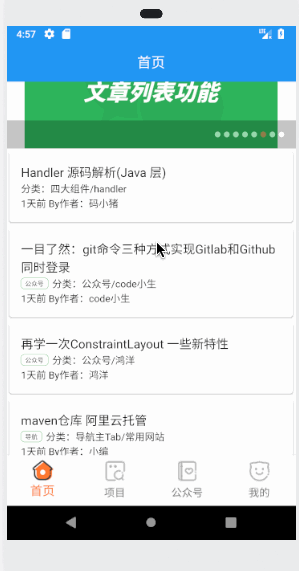 4:57
首页
文章列表功能
Handler 源码解析(Java 层)
分类：四大组件/handler
1天前 By作者：码小猪
一目了然：git命令三种方式实现Gitlab和Github
同时登录
公众号 分类：公众号/code小生
1天前 By作者：code小生
再学一次ConstraintLayout 一些新特性
公众号 分类：公众号/鸿洋
1天前 By作者：鸿洋
maven仓库 阿里云托管
导航 分类：导航主Tab/常用网站
1天前 By作者：小编
首页
项目
公众号
我的